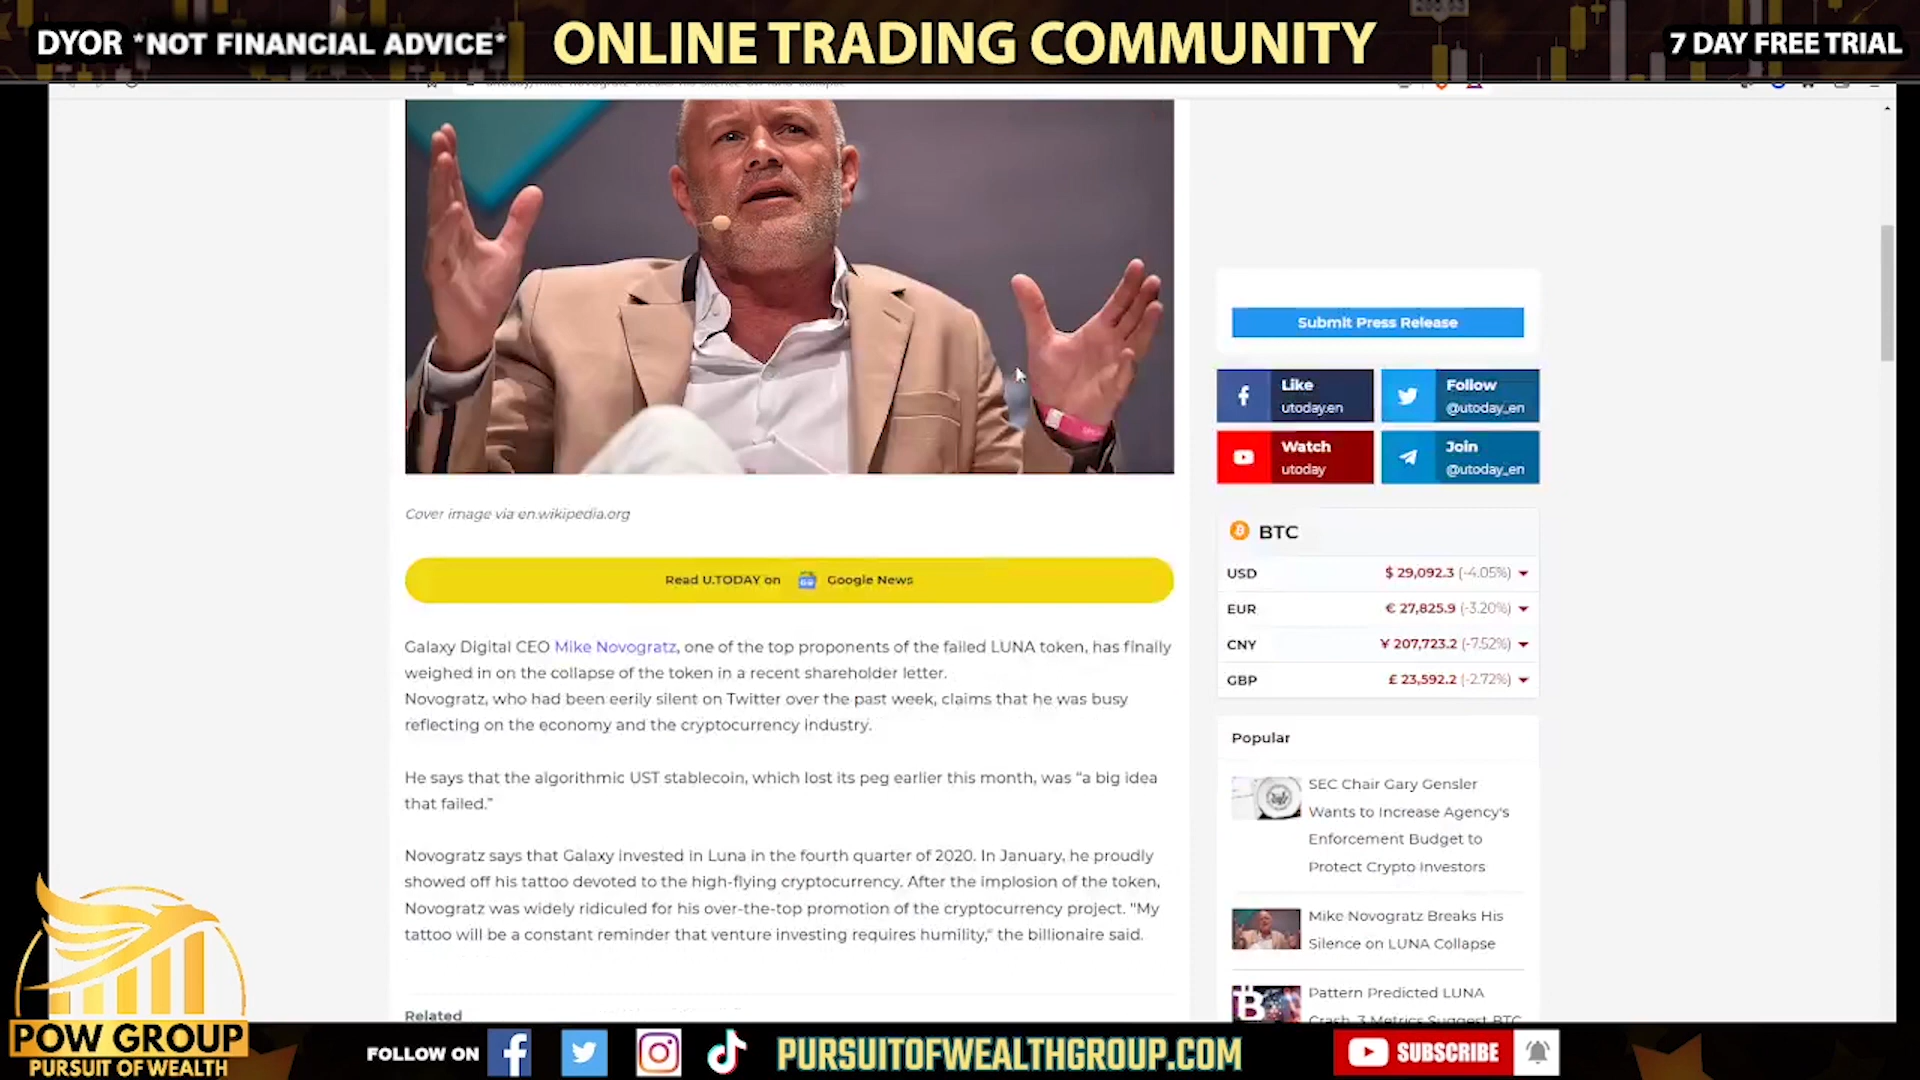 DYOR *NOT FINANCIAL ADVICE*
ONLINE TRADING COMMUNITY
7 DAY FREE TRIAL
Submit Press Release
Like
utoday.en
Follow
@utoday_en
Watch
utoday
Join
@utoday_en
Cover image via en.wikipedia.org
Read U.TODAY on Google News
Galaxy Digital CEO Mike Novogratz, one of the top proponents of the failed LUNA token, has finally
weighed in on the collapse of the token in a recent shareholder letter.
Novogratz, who had been eerily silent on Twitter over the past week, claims that he was busy
reflecting on the economy and the cryptocurrency industry.
He says that the algorithmic UST stablecoin, which lost its peg earlier this month, was “a big idea
that failed.”
Novogratz says that Galaxy invested in Luna in the fourth quarter of 2020. In January, he proudly
showed off his tattoo devoted to the high-flying cryptocurrency. After the implosion of the token,
Novogratz was widely ridiculed for his over-the-top promotion of the cryptocurrency project. "My
tattoo will be a constant reminder that venture investing requires humility," the billionaire said.
Related
BTC
USD $ 29,092.3 (-4.05%)
EUR € 27,825.9 (-3.20%)
CNY ¥ 207,723.2 (-7.52%)
GBP £ 23,592.2 (-2.72%)
Popular
SEC Chair Gary Gensler
Wants to Increase Agency's
Enforcement Budget to
Protect Crypto Investors
Mike Novogratz Breaks His
Silence on LUNA Collapse
Pattern Predicted LUNA
Crash, 3 Metrics Suggest BTC
POW GROUP
PURSUIT OF WEALTH
FOLLOW ON
PURSUITOFWEALTHGROUP.COM
SUBSCRIBE